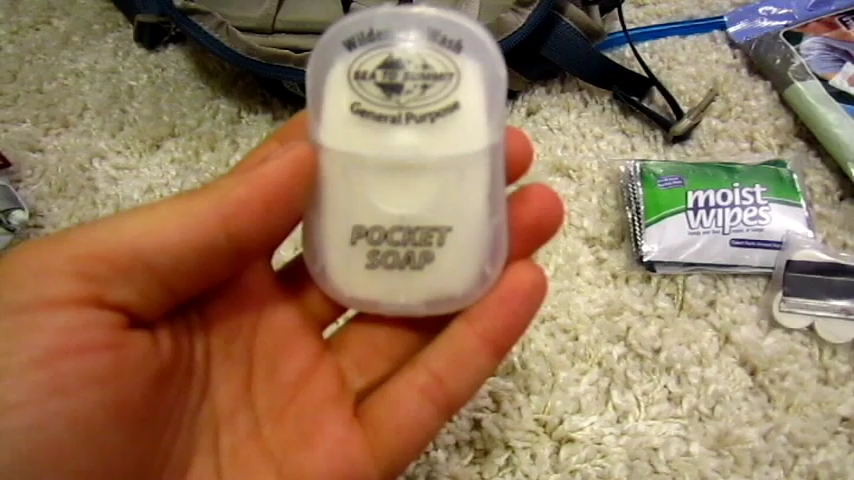 Wilderness Wash
SEA TO SUMMIT
General Purpose
POCKET
SOAP
moist
wipes